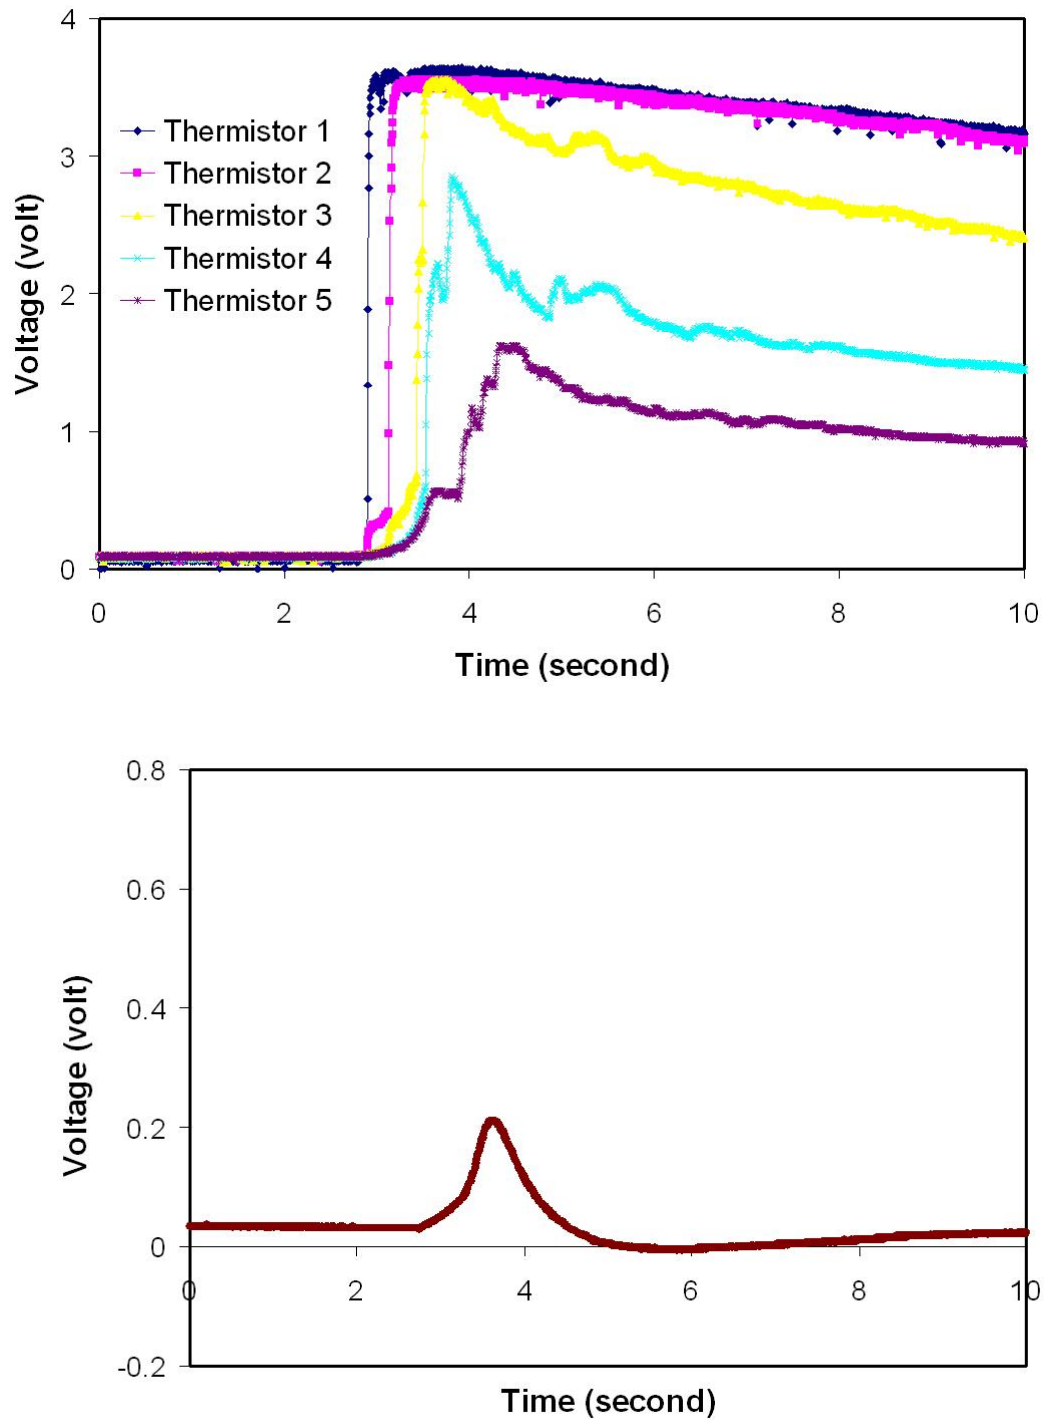 4
3
2
1
0
Voltage (volt)
Thermistor 1
Thermistor 2
Thermistor 3
Thermistor 4
Thermistor 5
0 2 4 6 8 10
Time (second)
0.8
0.6
0.4
0.2
0
-0.2
Voltage (volt)
0 2 4 6 8 10
Time (second)